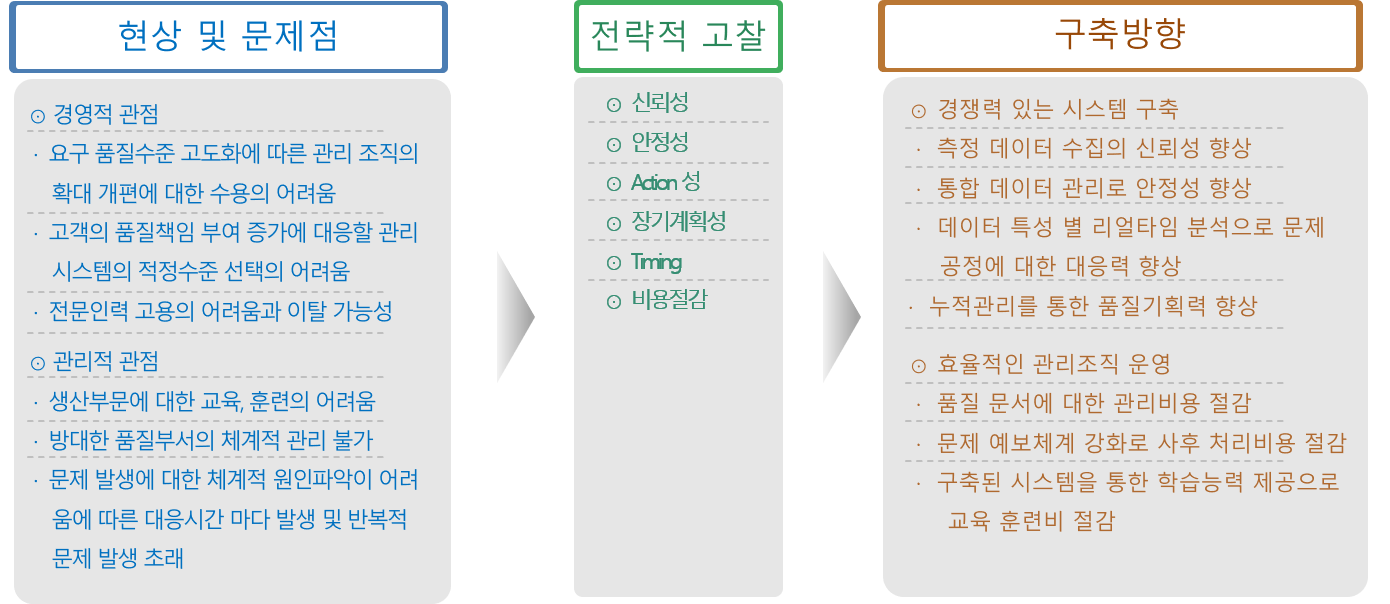 현상 및 문제점
⊙ 경영적 관점
· 요구 품질수준 고도화에 따른 관리 조직의
확대 개편에 대한 수용의 어려움
· 고객의 품질책임 부여 증가에 대응할 관리
시스템의 적정수준 선택의 어려움
· 전문인력 고용의 어려움과 이탈 가능성
⊙ 관리적 관점
· 생산부문에 대한 교육, 훈련의 어려움
· 방대한 품질부서의 체계적 관리 불가
· 문제 발생에 대한 체계적 원인파악이 어려
움에 따른 대응시간 마다 발생 및 반복적
문제 발생 초래
전략적 고찰
⊙ 신뢰성
⊙ 안정성
⊙ Action 성
⊙ 장기계획성
⊙ Timing
⊙ 비용절감
구축방향
⊙ 경쟁력 있는 시스템 구축
· 측정 데이터 수집의 신뢰성 향상
· 통합 데이터 관리로 안정성 향상
· 데이터 특성 별 리얼타임 분석으로 문제
공정에 대한 대응력 향상
· 누적관리를 통한 품질기획력 향상
⊙ 효율적인 관리조직 운영
· 품질 문서에 대한 관리비용 절감
· 문제 예보체계 강화로 사후 처리비용 절감
· 구축된 시스템을 통한 학습능력 제공으로
교육 훈련비 절감